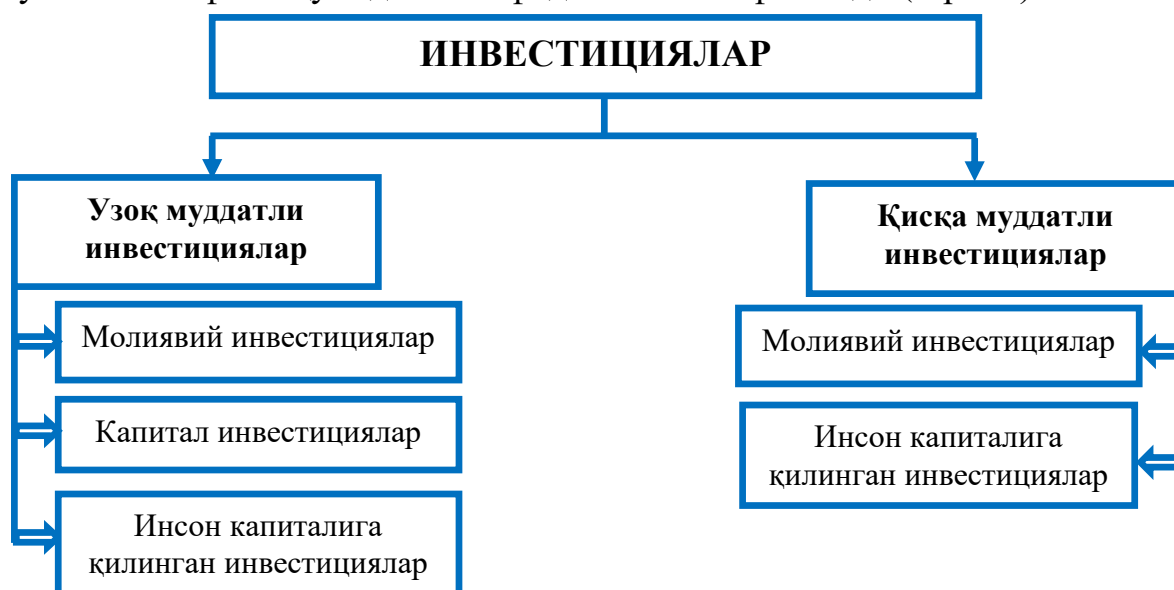 ИНВЕСТИЦИЯЛАР
Узоқ муддатли
инвестициялар
Молиявий инвестициялар
Капитал инвестициялар
Инсон капиталига
қилинган инвестициялар
Қисқа муддатли
инвестициялар
Молиявий инвестициялар
Инсон капиталига
қилинган инвестициялар